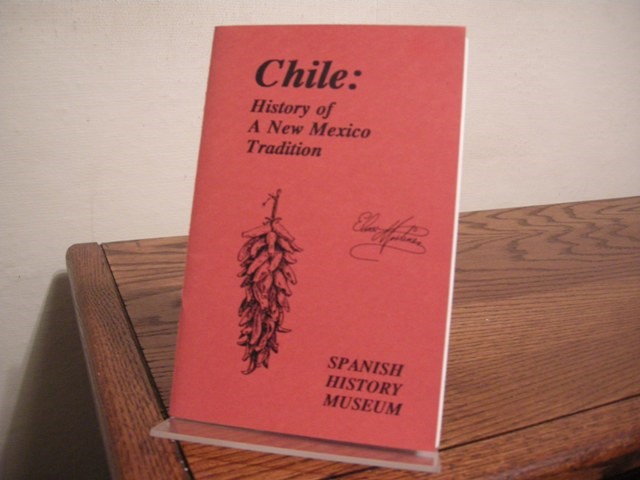 Chile:
History of
A New Mexico
Tradition
SPANISH
HISTORY
MUSEUM